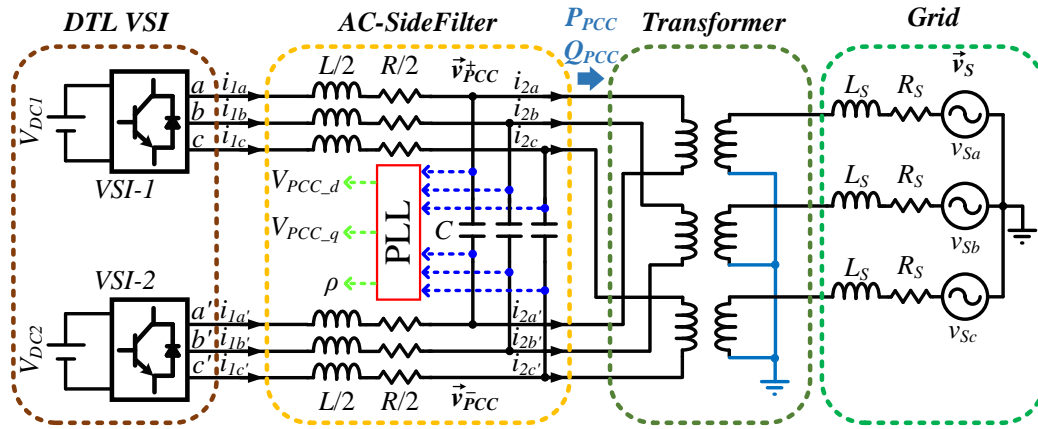 DTL VSI
AC-SideFilter
P_PCC
Q_PCC
Transformer
Grid
V_DC1
VSI-1
a i_1a
b i_1b
c i_1c
L/2 R/2
v⃗⁺_PCC
i_2a
i_2b
i_2c
V_PCC_d
V_PCC_q
ρ
PLL
C
V_DC2
VSI-2
a' i_1a'
b' i_1b'
c' i_1c'
L/2 R/2
v⃗⁻_PCC
i_2a'
i_2b'
i_2c'
v⃗_S
L_S R_S
v_Sa
L_S R_S
v_Sb
L_S R_S
v_Sc